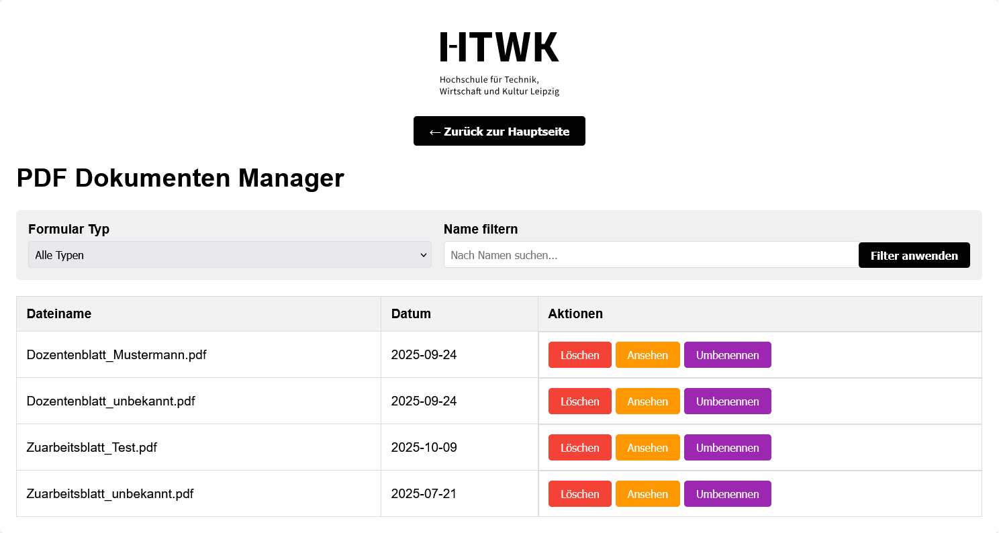 HTWK
Hochschule für Technik,
Wirtschaft und Kultur Leipzig
← Zurück zur Hauptseite
PDF Dokumenten Manager
Formular Typ Name filtern
Alle Typen Nach Namen suchen... Filter anwenden
Dateiname Datum Aktionen
Dozentenblatt_Mustermann.pdf 2025-09-24 Löschen Ansehen Umbenennen
Dozentenblatt_unbekannt.pdf 2025-09-24 Löschen Ansehen Umbenennen
Zuarbeitsblatt_Test.pdf 2025-10-09 Löschen Ansehen Umbenennen
Zuarbeitsblatt_unbekannt.pdf 2025-07-21 Löschen Ansehen Umbenennen